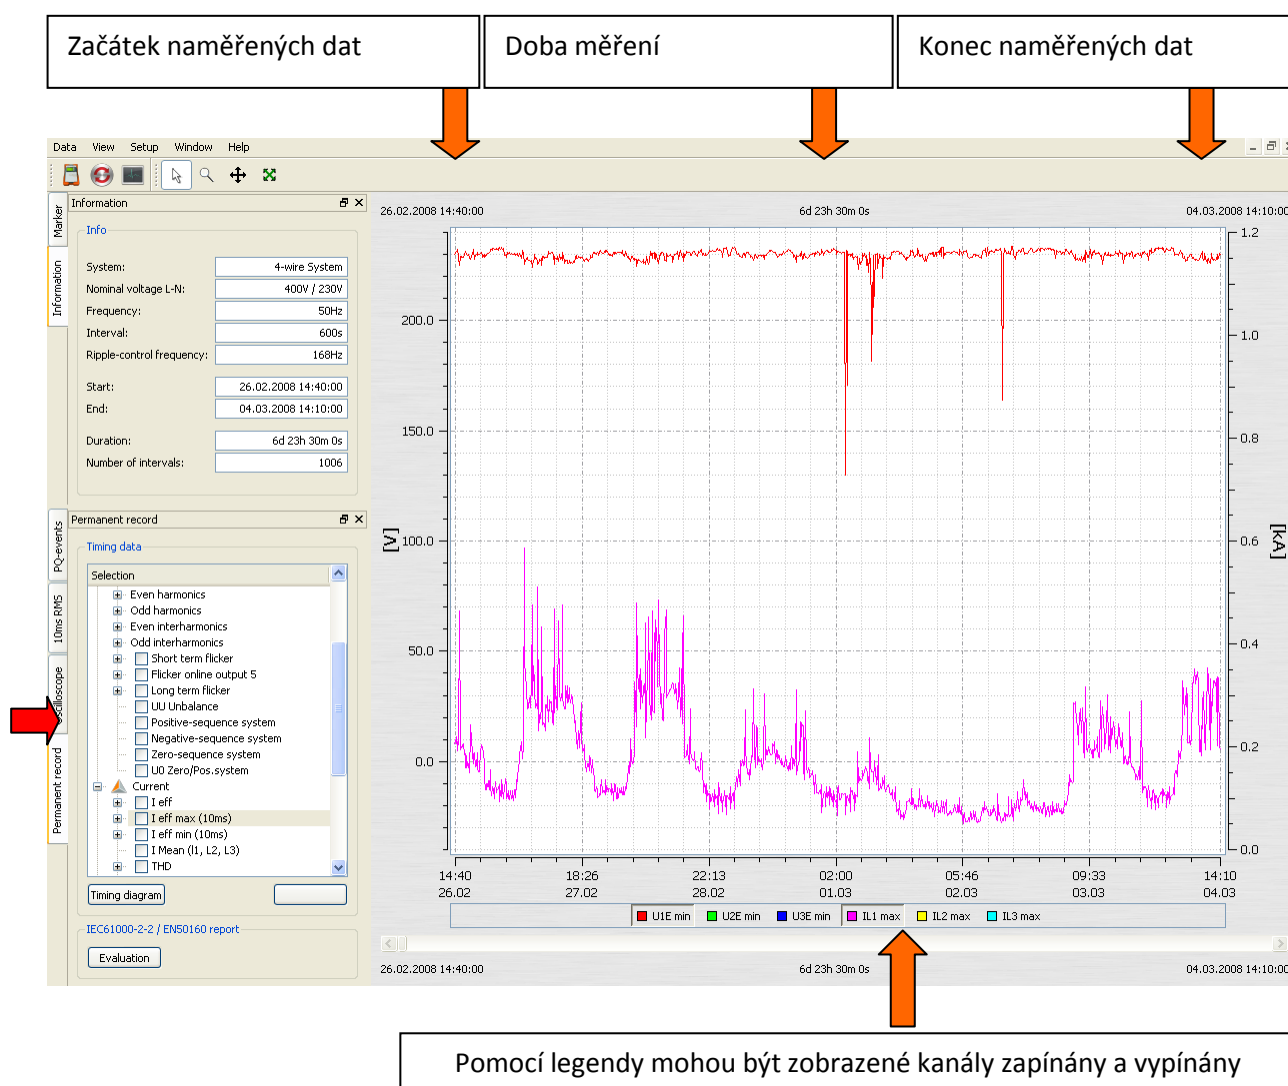 Začátek naměřených dat
Doba měření
Konec naměřených dat
Data View Setup Window Help
Marker
Information
PQ-events
10ms RMS
Oscilloscope
Permanent record
Information
Info
System: 4-wire System
Nominal voltage L-N: 400V / 230V
Frequency: 50Hz
Interval: 600s
Ripple-control frequency: 168Hz
Start: 26.02.2008 14:40:00
End: 04.03.2008 14:10:00
Duration: 6d 23h 30m 0s
Number of intervals: 1006
Permanent record
Timing data
Selection
Even harmonics
Odd harmonics
Even interharmonics
Odd interharmonics
Short term flicker
Flicker online output 5
Long term flicker
UU Unbalance
Positive-sequence system
Negative-sequence system
Zero-sequence system
U0 Zero/Pos.system
Current
I eff
I eff max (10ms)
I eff min (10ms)
I Mean (l1, L2, L3)
THD
Timing diagram
IEC61000-2-2 / EN50160 report
Evaluation
26.02.2008 14:40:00 6d 23h 30m 0s 04.03.2008 14:10:00
200.0
150.0
100.0
50.0
0.0
[V]
1.2
1.0
0.8
0.6
0.4
0.2
0.0
[kA]
14:40 18:26 22:13 02:00 05:46 09:33 14:10
26.02 27.02 28.02 01.03 02.03 03.03 04.03
U1E min U2E min U3E min IL1 max IL2 max IL3 max
26.02.2008 14:40:00 6d 23h 30m 0s 04.03.2008 14:10:00
Pomocí legendy mohou být zobrazené kanály zapínány a vypínány